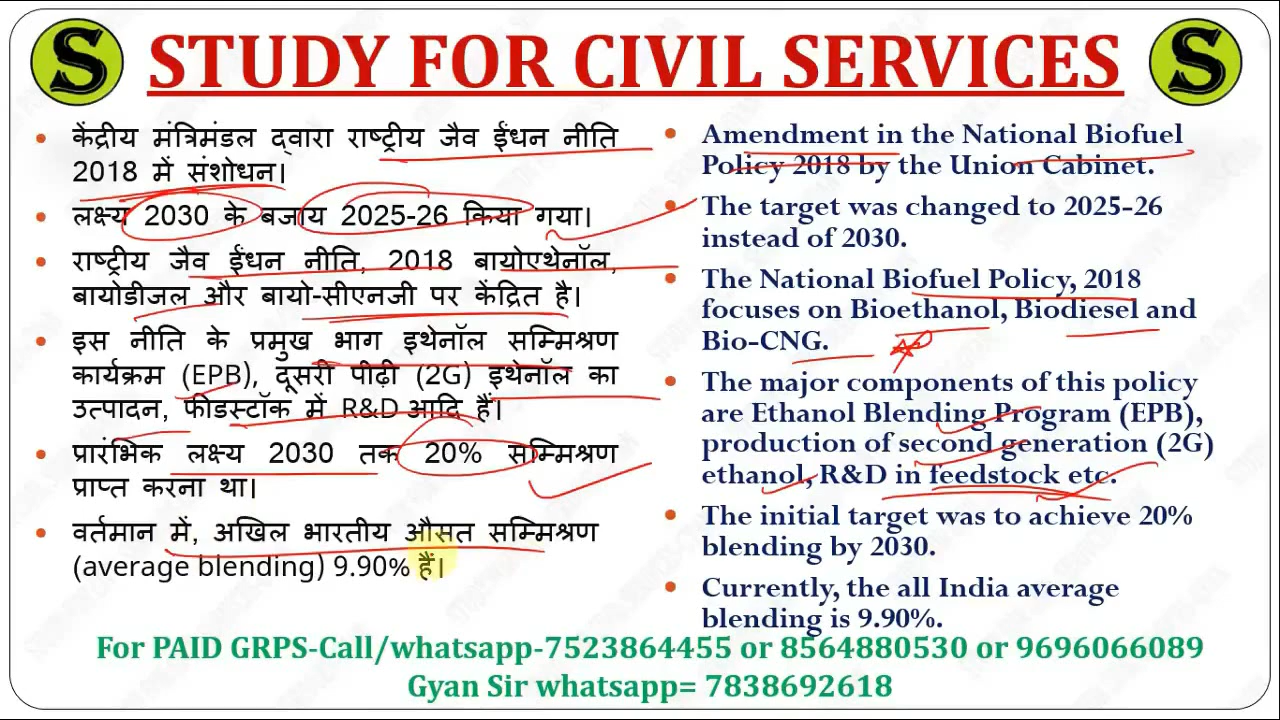 S STUDY FOR CIVIL SERVICES S
• केंद्रीय मंत्रिमंडल द्वारा राष्ट्रीय जैव ईंधन नीति
2018 में संशोधन।
• लक्ष्य 2030 के बजाय 2025-26 किया गया।
• राष्ट्रीय जैव ईंधन नीति, 2018 बायोएथेनॉल,
बायोडीजल और बायो-सीएनजी पर केंद्रित है।
• इस नीति के प्रमुख भाग इथेनॉल सम्मिश्रण
कार्यक्रम (EPB), दूसरी पीढ़ी (2G) इथेनॉल का
उत्पादन, फीडस्टॉक में R&D आदि हैं।
• प्रारंभिक लक्ष्य 2030 तक 20% सम्मिश्रण
प्राप्त करना था।
• वर्तमान में, अखिल भारतीय औसत सम्मिश्रण
(average blending) 9.90% हैं।
• Amendment in the National Biofuel
Policy 2018 by the Union Cabinet.
• The target was changed to 2025-26
instead of 2030.
• The National Biofuel Policy, 2018
focuses on Bioethanol, Biodiesel and
Bio-CNG.
• The major components of this policy
are Ethanol Blending Program (EPB),
production of second generation (2G)
ethanol, R&D in feedstock etc.
• The initial target was to achieve 20%
blending by 2030.
• Currently, the all India average
blending is 9.90%.
For PAID GRPS-Call/whatsapp-7523864455 or 8564880530 or 9696066089
Gyan Sir whatsapp= 7838692618